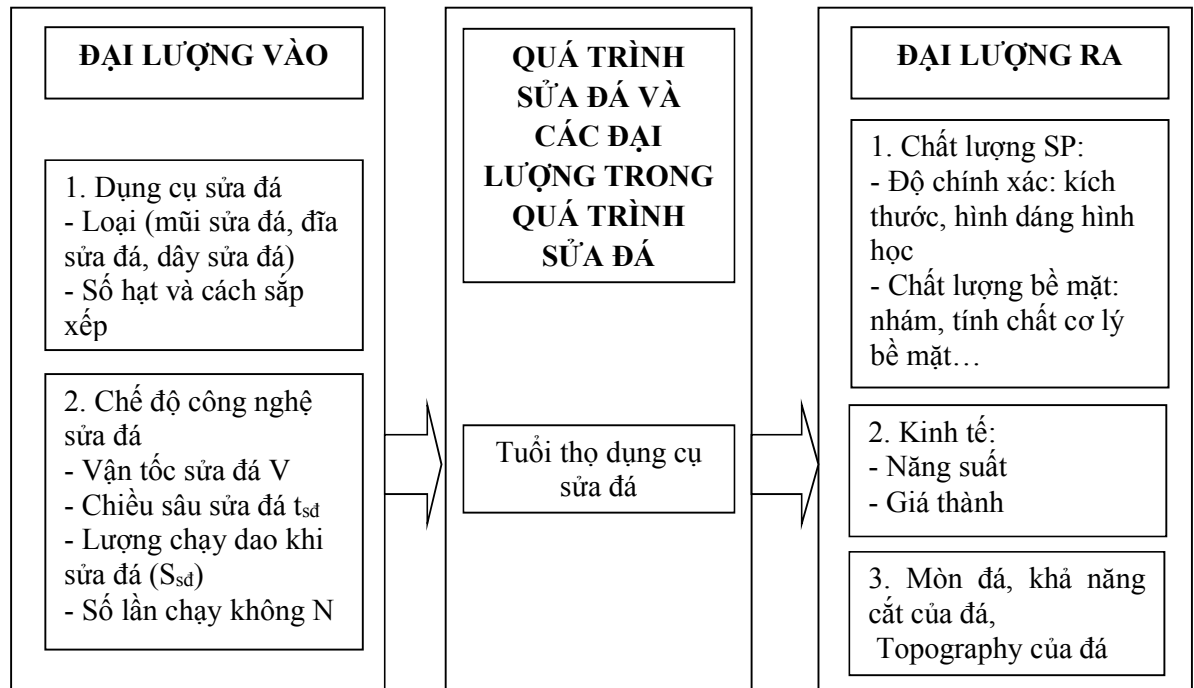 ĐẠI LƯỢNG VÀO
1. Dụng cụ sửa đá
- Loại (mũi sửa đá, đĩa
sửa đá, dây sửa đá)
- Số hạt và cách sắp
xếp
2. Chế độ công nghệ
sửa đá
- Vận tốc sửa đá V
- Chiều sâu sửa đá tsđ
- Lượng chạy dao khi
sửa đá (Ssđ)
- Số lần chạy không N
QUÁ TRÌNH
SỬA ĐÁ VÀ
CÁC ĐẠI
LƯỢNG TRONG
QUÁ TRÌNH
SỬA ĐÁ
Tuổi thọ dụng cụ
sửa đá
ĐẠI LƯỢNG RA
1. Chất lượng SP:
- Độ chính xác: kích
thước, hình dáng hình
học
- Chất lượng bề mặt:
nhám, tính chất cơ lý
bề mặt…
2. Kinh tế:
- Năng suất
- Giá thành
3. Mòn đá, khả năng
cắt của đá,
Topography của đá